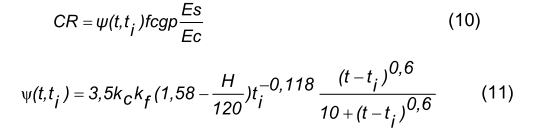 CR = ψ(t,t_i)fcgp Es/Ec (10)
ψ(t,t_i) = 3,5k_c k_f (1,58 − H/120)t_i^−0,118 (t − t_i)^0,6 / 10 + (t − t_i)^0,6 (11)